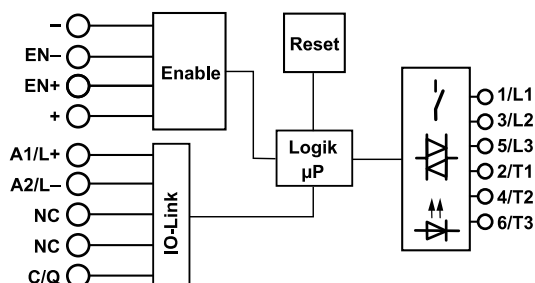 –
EN–
EN+
+
Enable
Reset
A1/L+
A2/L–
NC
NC
C/Q
IO-Link
Logik
µP
1/L1
3/L2
5/L3
2/T1
4/T2
6/T3